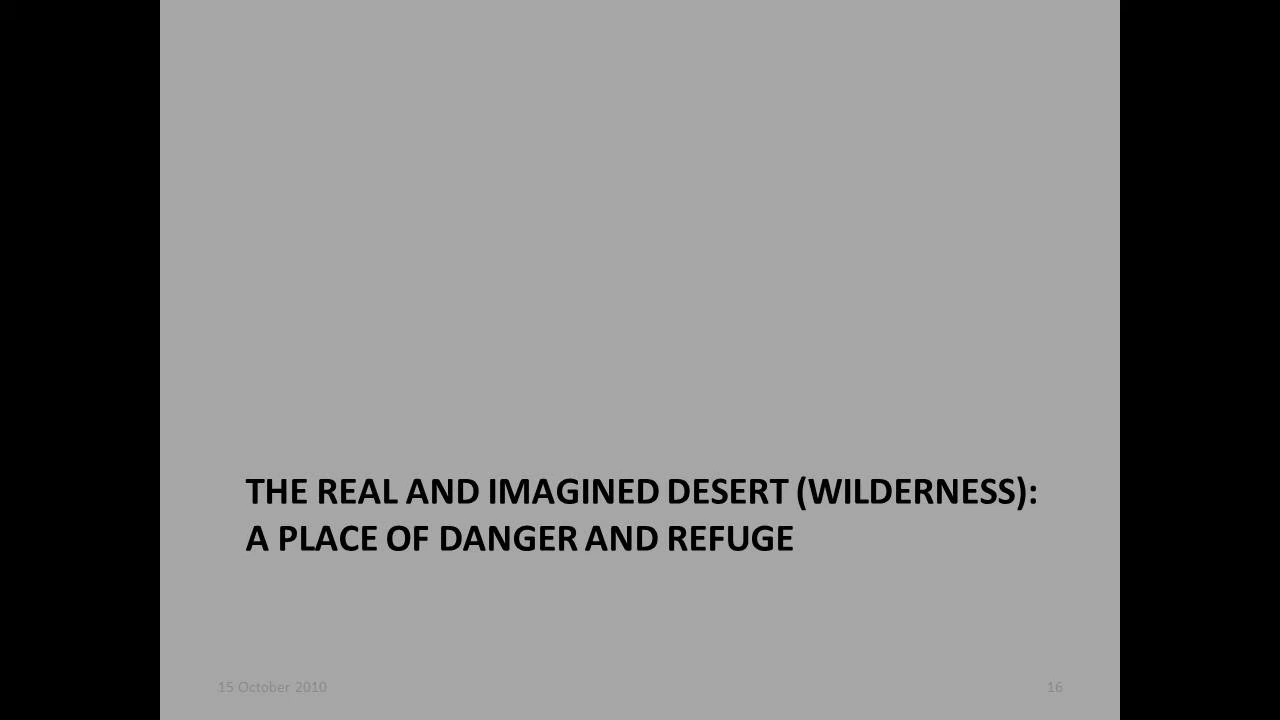 THE REAL AND IMAGINED DESERT (WILDERNESS):
A PLACE OF DANGER AND REFUGE
15 October 2010
16